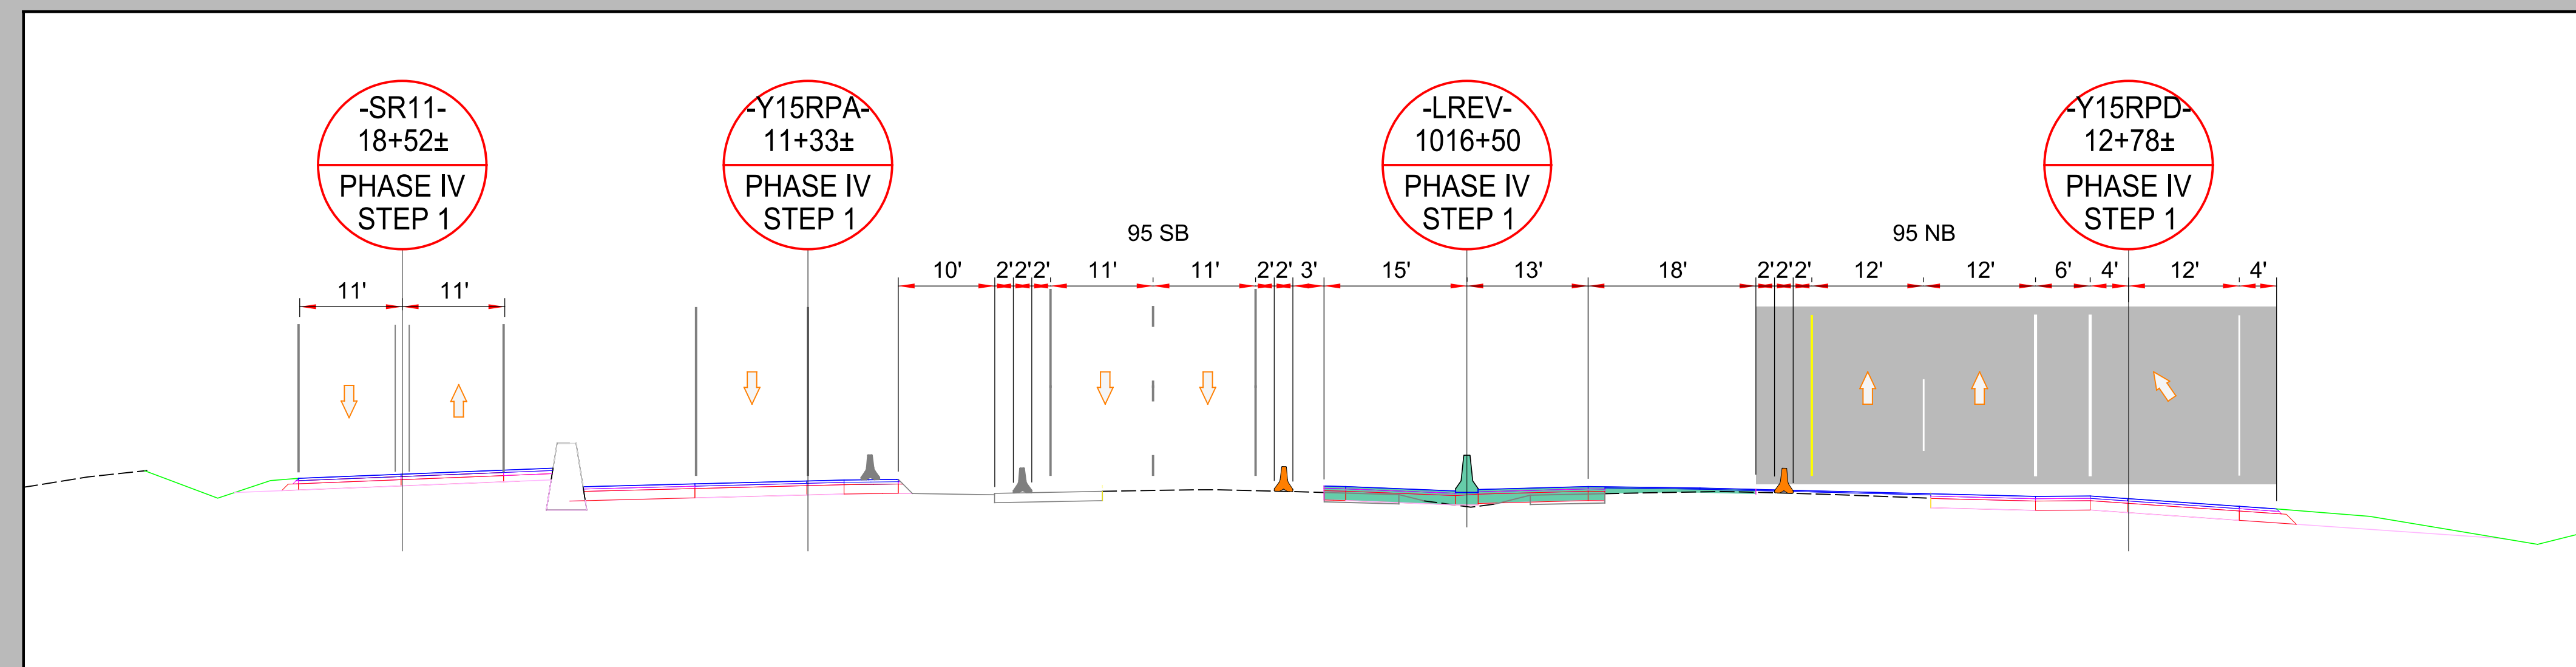 -SR11-
18+52±
PHASE IV
STEP 1
-Y15RPA-
11+33±
PHASE IV
STEP 1
-LREV-
1016+50
PHASE IV
STEP 1
-Y15RPD-
12+78±
PHASE IV
STEP 1
95 SB
95 NB
11' 11'
10' 2' 2' 2' 11' 11' 2' 2' 3' 15' 13' 18' 2' 2' 2' 12' 12' 6' 4' 12' 4'